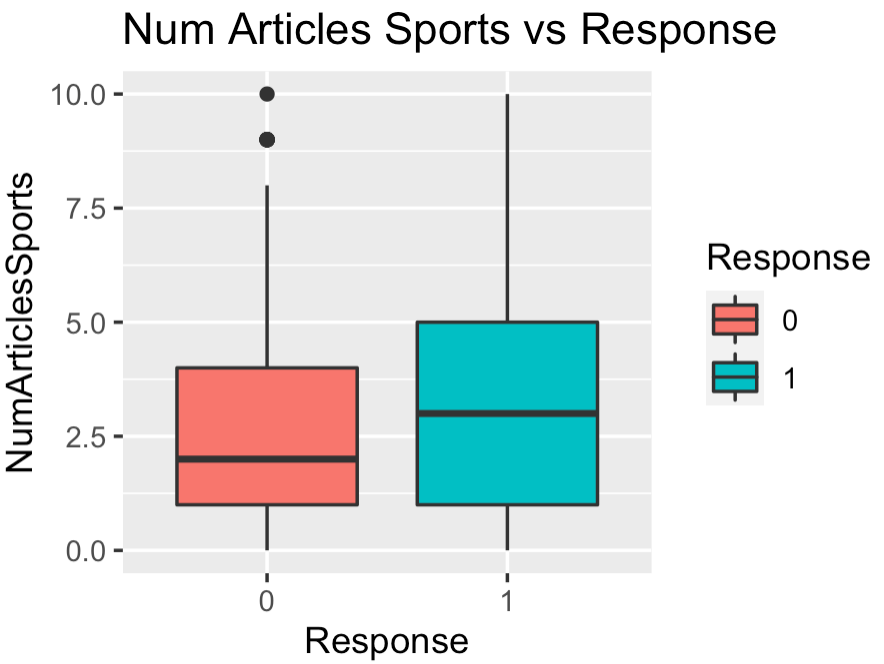 Num Articles Sports vs Response
NumArticlesSports
10.0
7.5
5.0
2.5
0.0
0
1
Response
Response
0
1